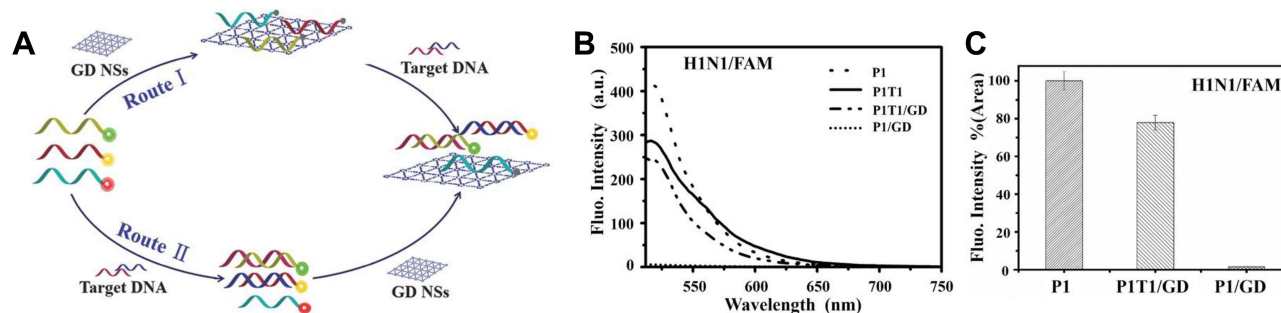 A
GD NSs
Route Ⅰ
Target DNA
Route Ⅱ
Target DNA
GD NSs
B
H1N1/FAM
P1
P1T1
P1T1/GD
P1/GD
Fluo. Intensity (a.u.)
500
400
300
200
100
0
550
600
650
700
750
Wavelength (nm)
C
H1N1/FAM
Fluo. Intensity %(Area)
100
80
60
40
20
0
P1
P1T1/GD
P1/GD